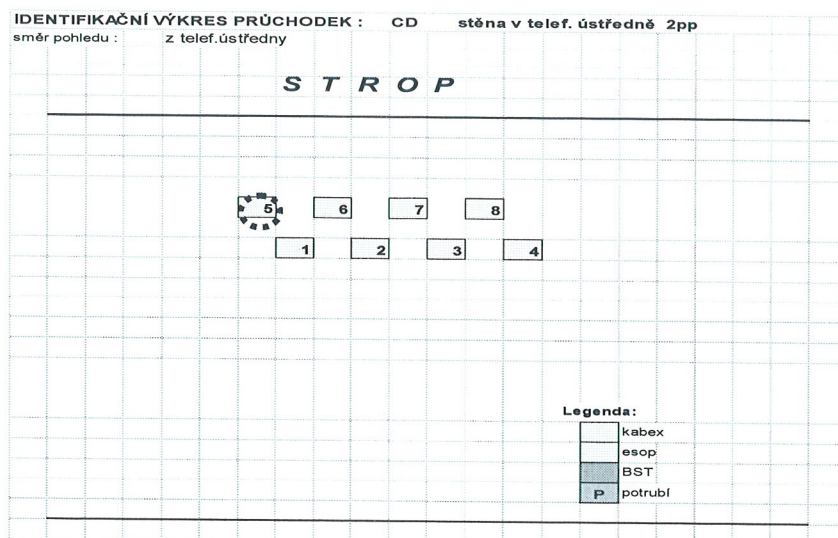 IDENTIFIKAČNÍ VÝKRES PRŮCHODEK : CD stěna v telef. ústředně 2pp
směr pohledu : z telef.ústředny
S T R O P
5 6 7 8
1 2 3 4
Legenda:
kabex
esop
BST
P potrubí